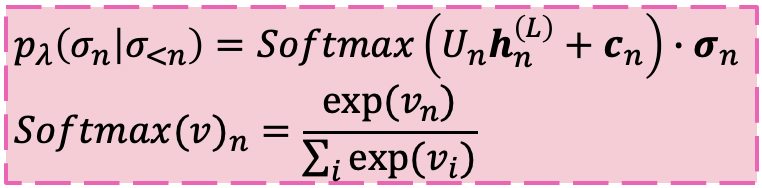 p_λ(σ_n|σ_{<n}) = Softmax(U_n h_n^{(L)} + c_n) · σ_n
Softmax(v)_n = exp(v_n) / ∑_i exp(v_i)